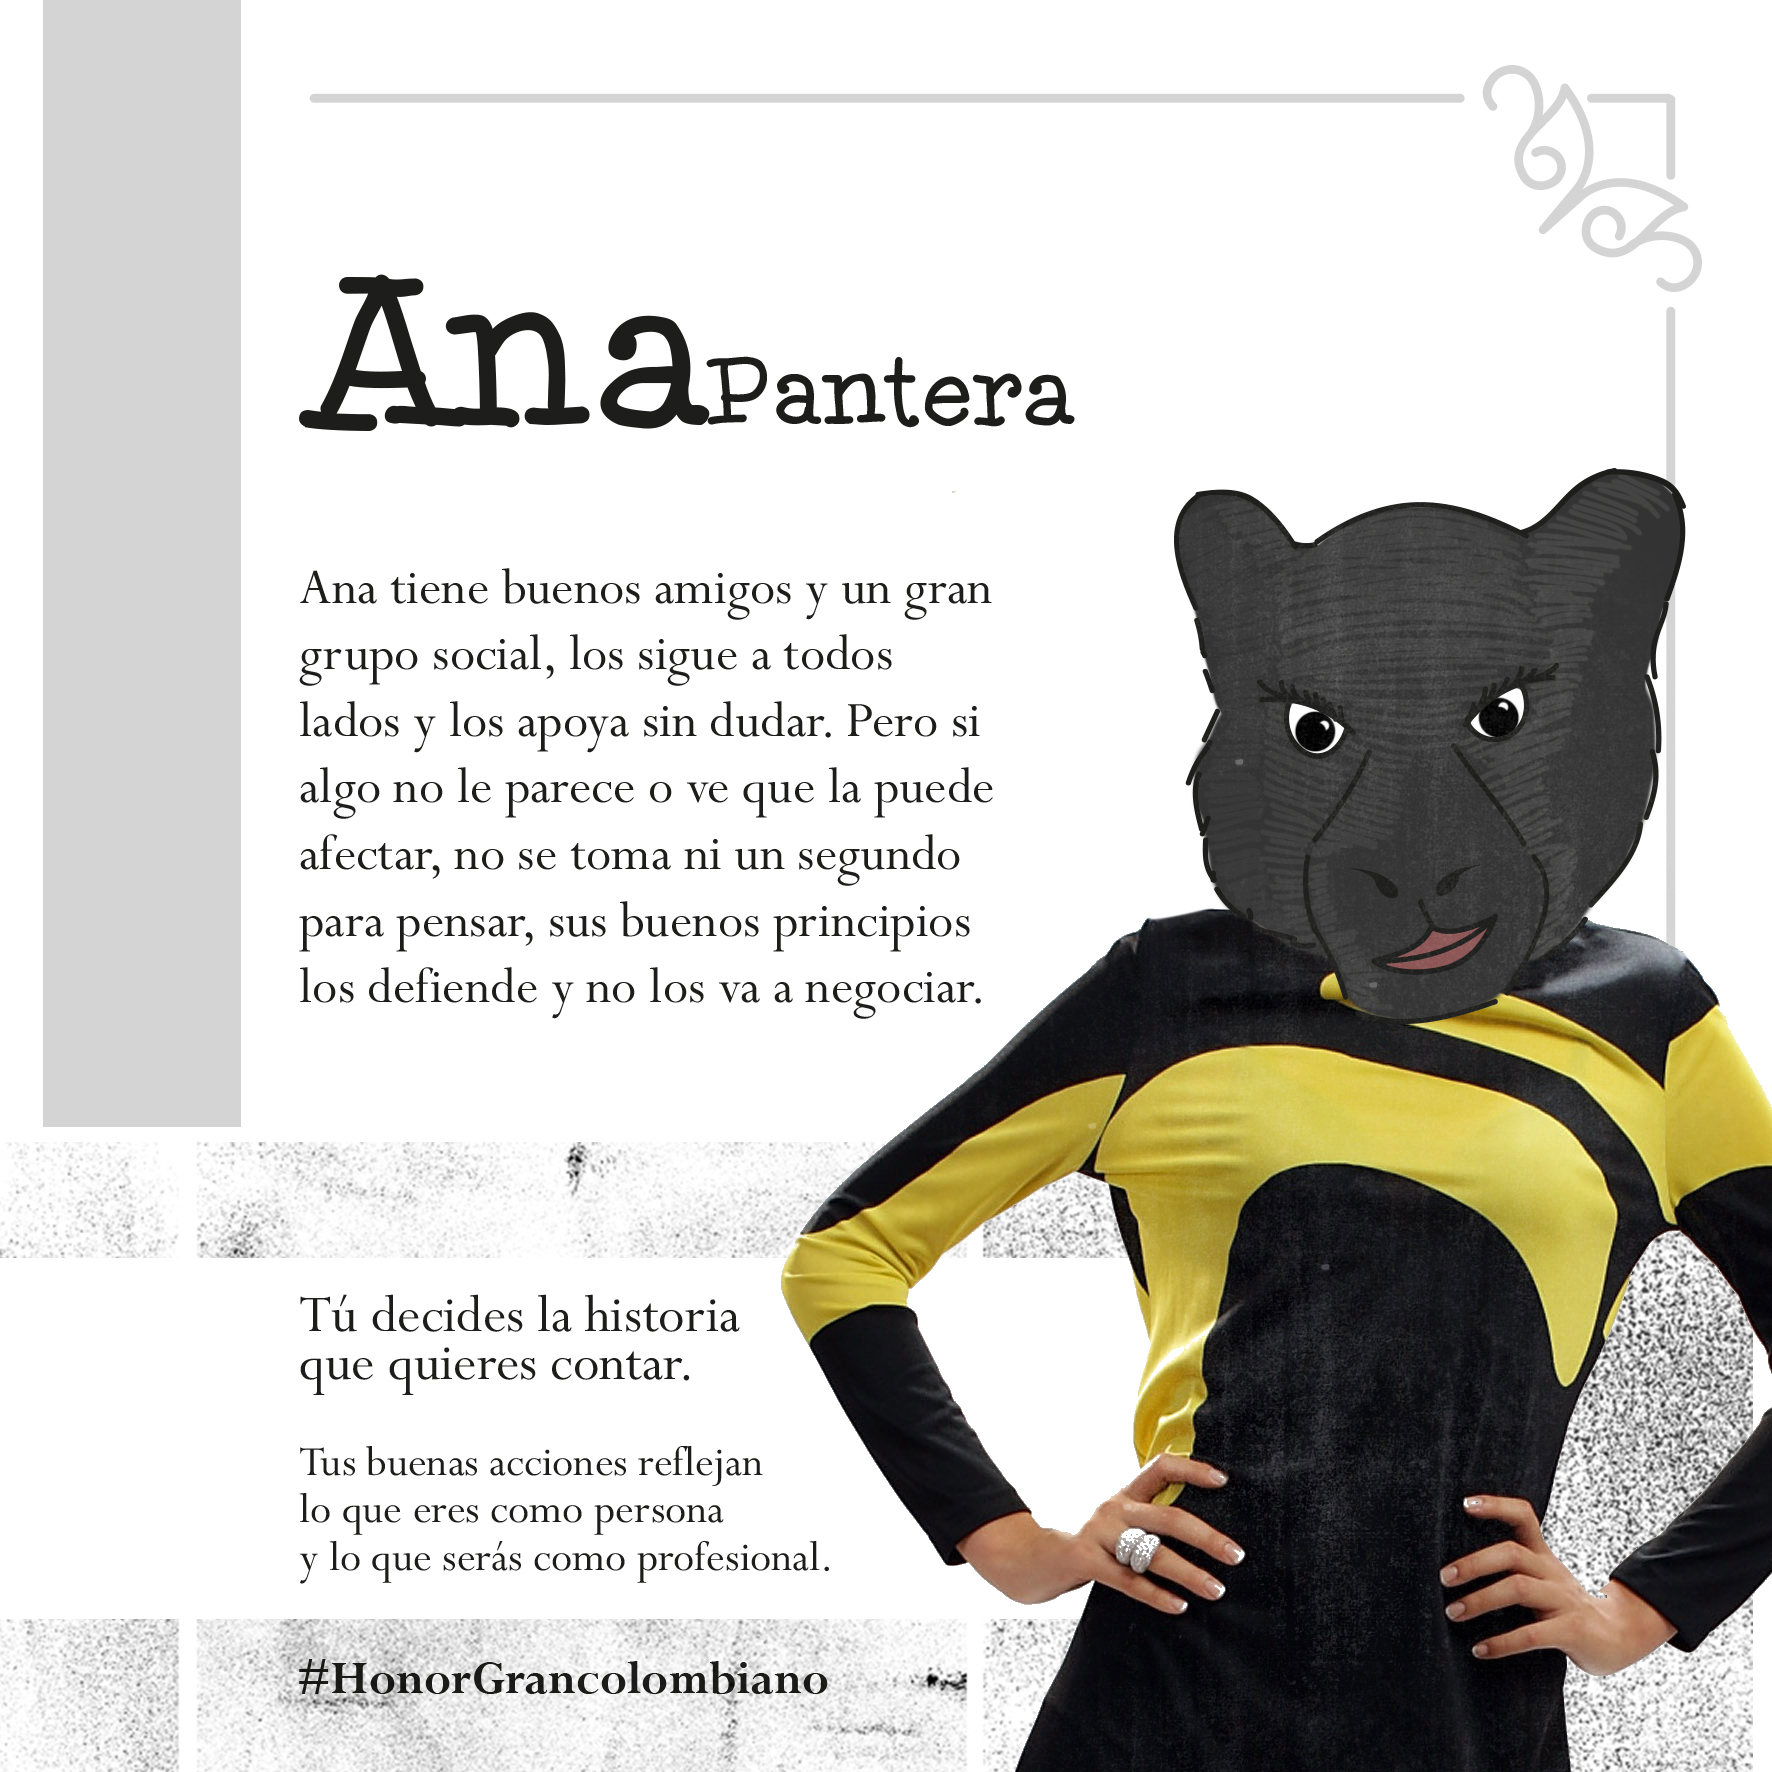 Ana Pantera
Ana tiene buenos amigos y un gran
grupo social, los sigue a todos
lados y los apoya sin dudar. Pero si
algo no le parece o ve que la puede
afectar, no se toma ni un segundo
para pensar, sus buenos principios
los defiende y no los va a negociar.
Tú decides la historia
que quieres contar.
Tus buenas acciones reflejan
lo que eres como persona
y lo que serás como profesional.
#HonorGrancolombiano